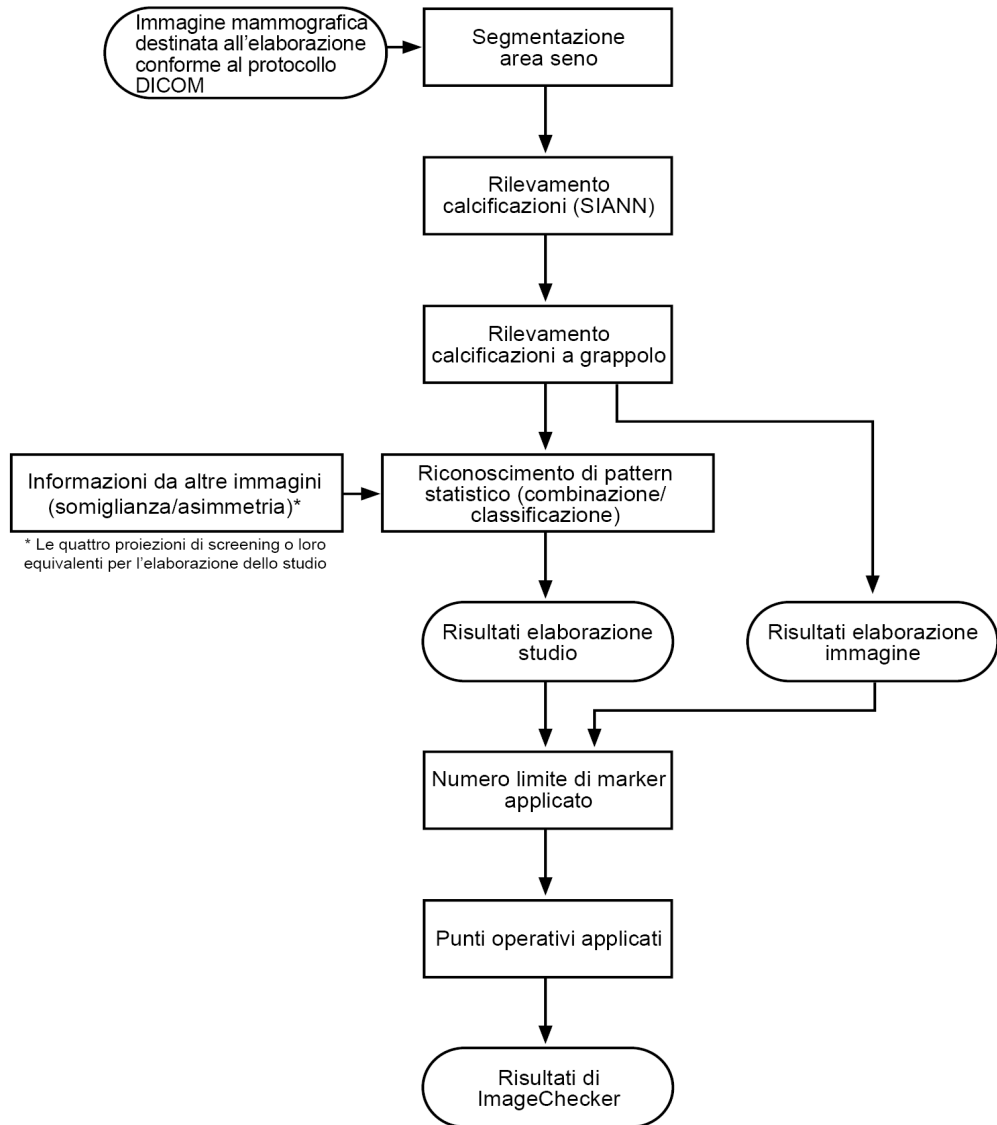 Immagine mammografica
destinata all'elaborazione
conforme al protocollo
DICOM
Segmentazione
area seno
Rilevamento
calcificazioni (SIANN)
Rilevamento
calcificazioni a grappolo
Informazioni da altre immagini
(somiglianza/asimmetria)*
* Le quattro proiezioni di screening o loro
equivalenti per l'elaborazione dello studio
Riconoscimento di pattern
statistico (combinazione/
classificazione)
Risultati elaborazione
studio
Risultati elaborazione
immagine
Numero limite di marker
applicato
Punti operativi applicati
Risultati di
ImageChecker